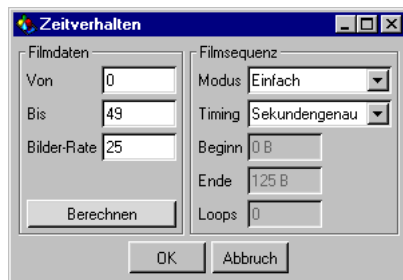 Zeitverhalten
Filmdaten
Von 0
Bis 49
Bilder-Rate 25
Berechnen
Filmsequenz
Modus Einfach
Timing Sekundengenau
Beginn 0 B
Ende 125 B
Loops 0
OK Abbruch